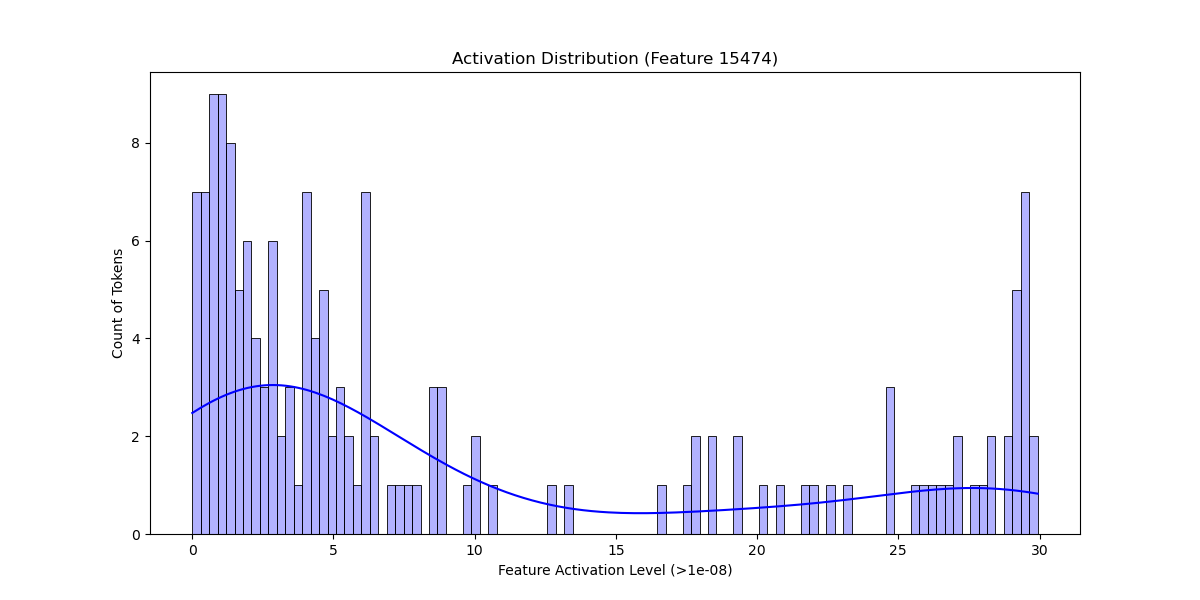 Activation Distribution (Feature 15474)
Count of Tokens
8
6
4
2
0
0 5 10 15 20 25 30
Feature Activation Level (>1e-08)